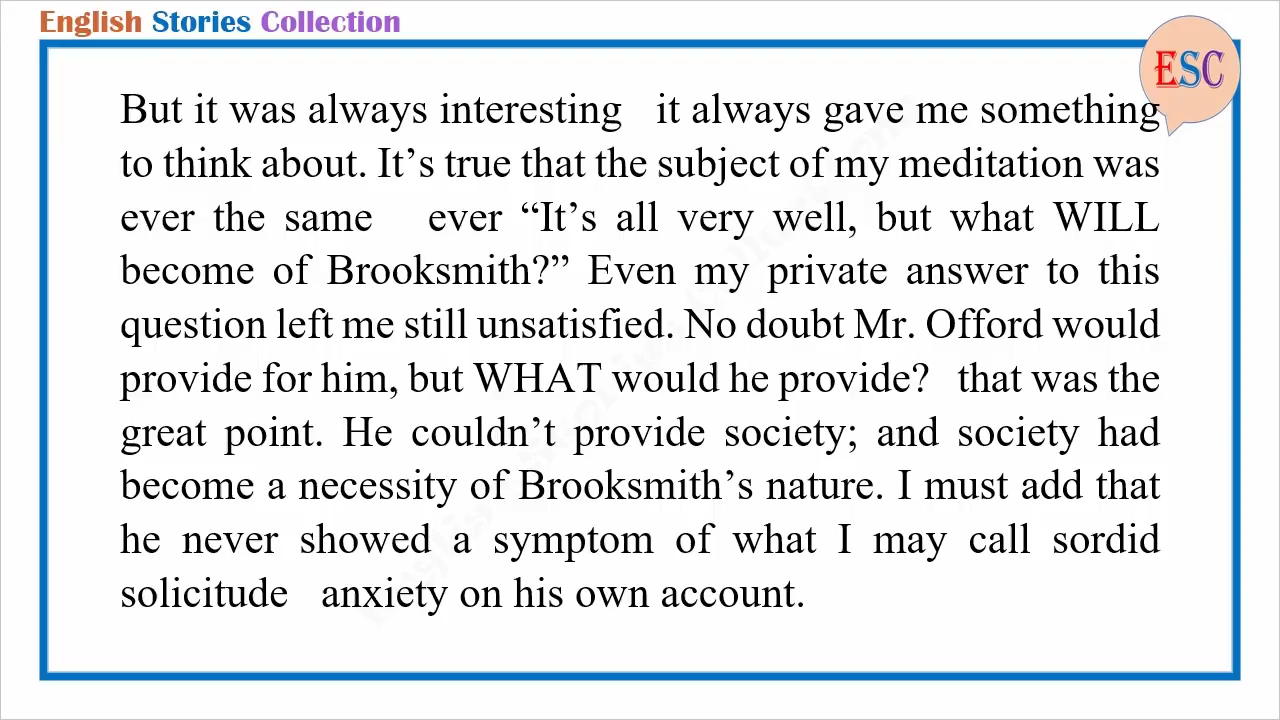 English Stories Collection
ESC
But it was always interesting   it always gave me something
to think about. It’s true that the subject of my meditation was
ever the same   ever “It’s all very well, but what WILL
become of Brooksmith?” Even my private answer to this
question left me still unsatisfied. No doubt Mr. Offord would
provide for him, but WHAT would he provide?   that was the
great point. He couldn’t provide society; and society had
become a necessity of Brooksmith’s nature. I must add that
he never showed a symptom of what I may call sordid
solicitude   anxiety on his own account.